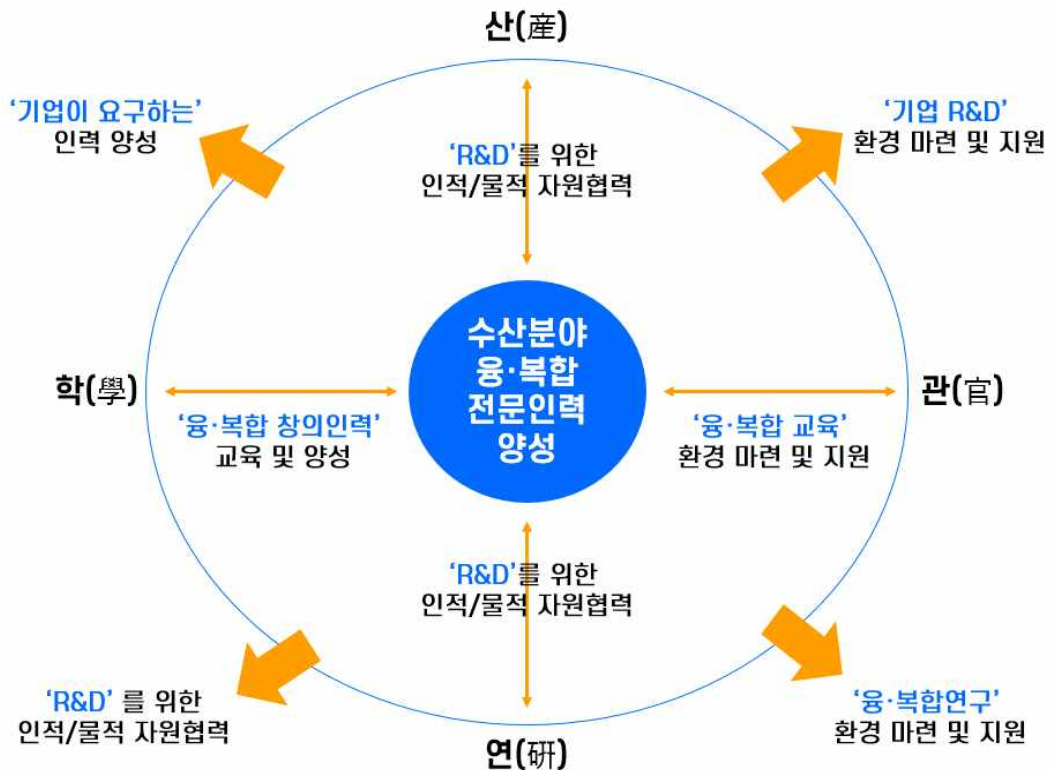 산(産)
'기업이 요구하는'
인력 양성
'기업 R&D'
환경 마련 및 지원
'R&D'를 위한
인적/물적 자원협력
수산분야
융·복합
전문인력
양성
학(學)
관(官)
'융·복합 창의인력'
교육 및 양성
'융·복합 교육'
환경 마련 및 지원
'R&D'를 위한
인적/물적 자원협력
'R&D' 를 위한
인적/물적 자원협력
'융·복합연구'
환경 마련 및 지원
연(硏)